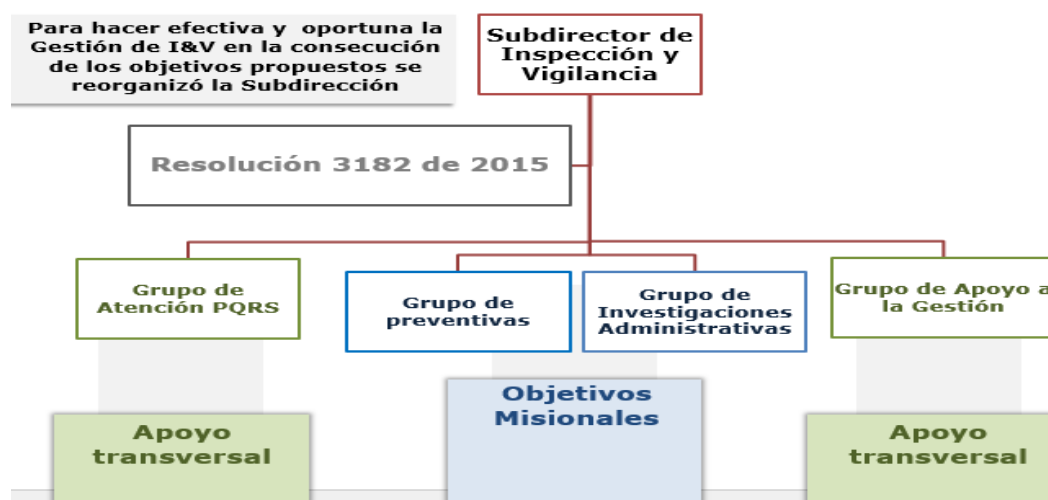 Para hacer efectiva y oportuna la
Gestión de I&V en la consecución
de los objetivos propuestos se
reorganizó la Subdirección
Subdirector de
Inspección y
Vigilancia
Resolución 3182 de 2015
Grupo de
Atención PQRS
Grupo de
preventivas
Grupo de
Investigaciones
Administrativas
Grupo de Apoyo a
la Gestión
Apoyo
transversal
Objetivos
Misionales
Apoyo
transversal